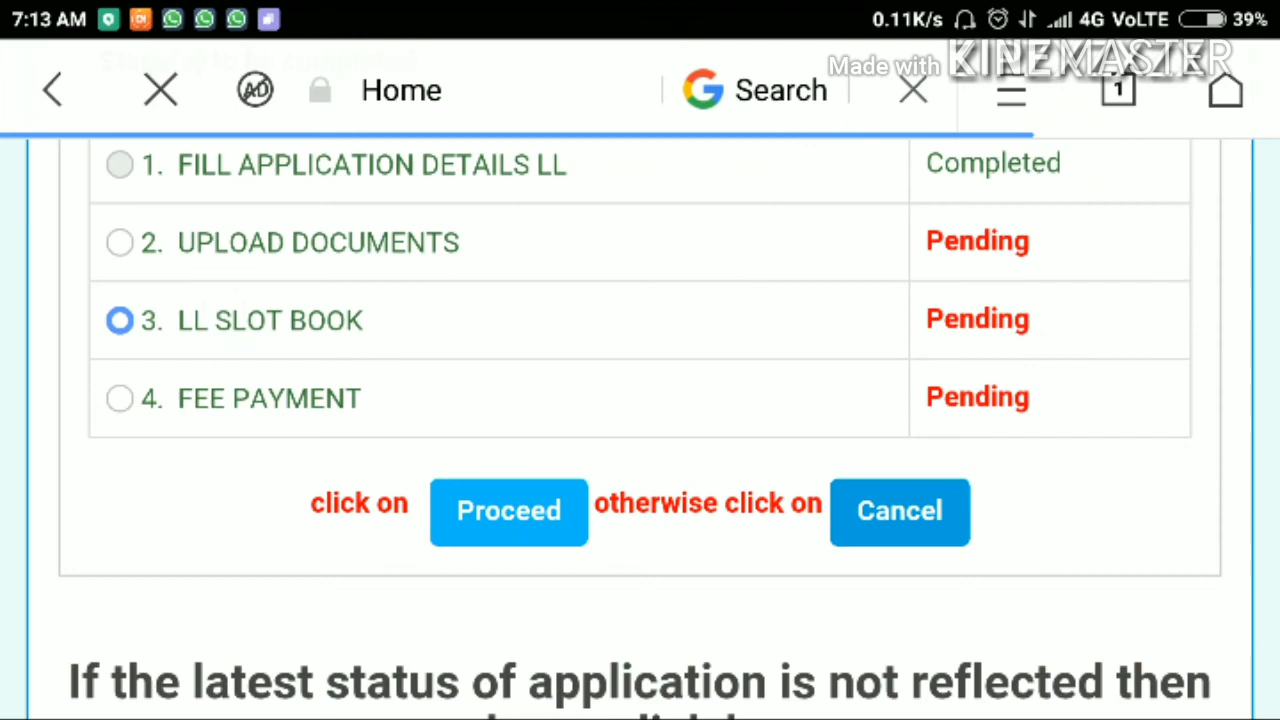 7:13 AM 0.11K/s 4G VoLTE 39%
Made with KINEMASTER
AD Home G Search 1
1. FILL APPLICATION DETAILS LL Completed
2. UPLOAD DOCUMENTS Pending
3. LL SLOT BOOK Pending
4. FEE PAYMENT Pending
click on Proceed otherwise click on Cancel
If the latest status of application is not reflected then